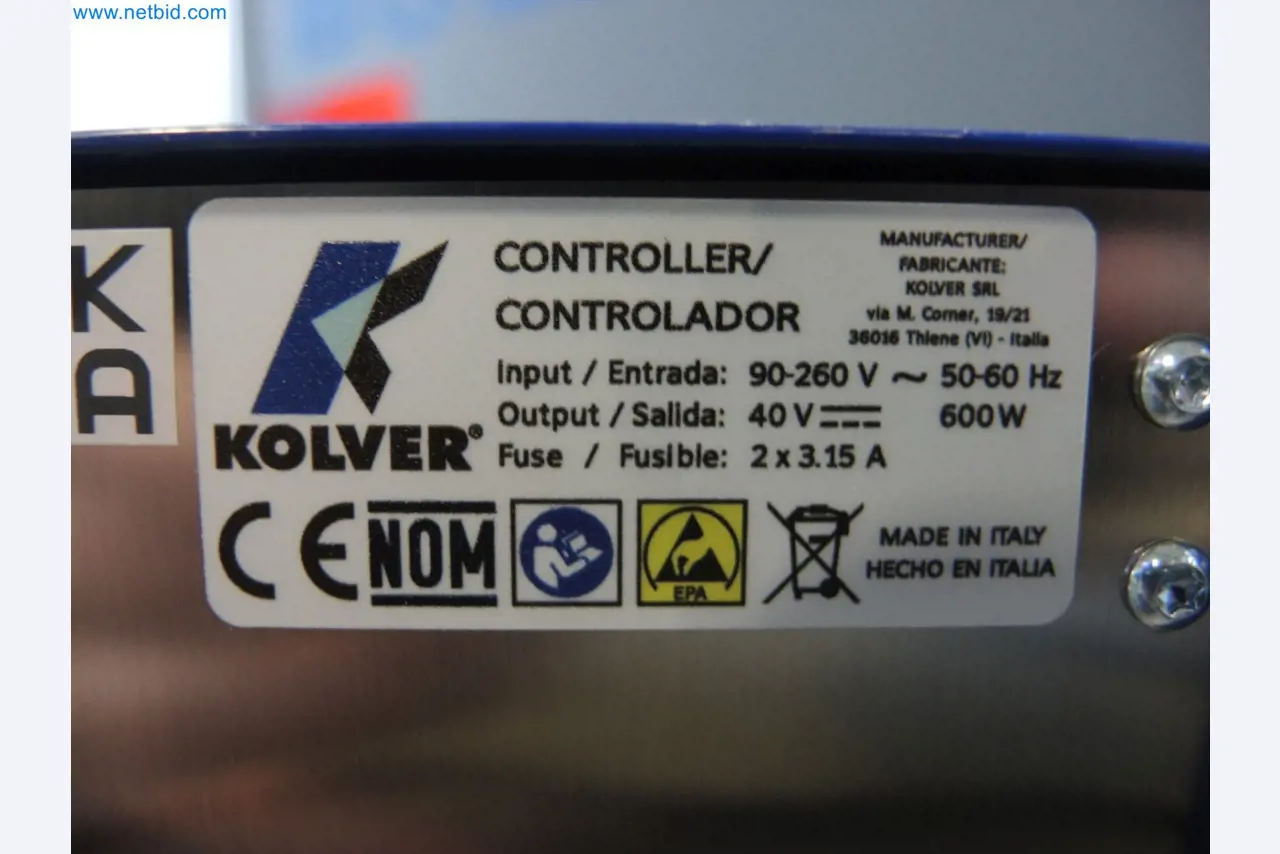 www.netbid.com
K
A
KOLVER®
CONTROLLER/
CONTROLADOR
MANUFACTURER/
FABRICANTE:
KOLVER SRL
via M. Corner, 19/21
36016 Thiene (VI) - Italia
Input / Entrada: 90-260 V ~ 50-60 Hz
Output / Salida: 40 V ⎓ 600 W
Fuse / Fusible: 2 x 3.15 A
CE NOM
EPA
MADE IN ITALY
HECHO EN ITALIA